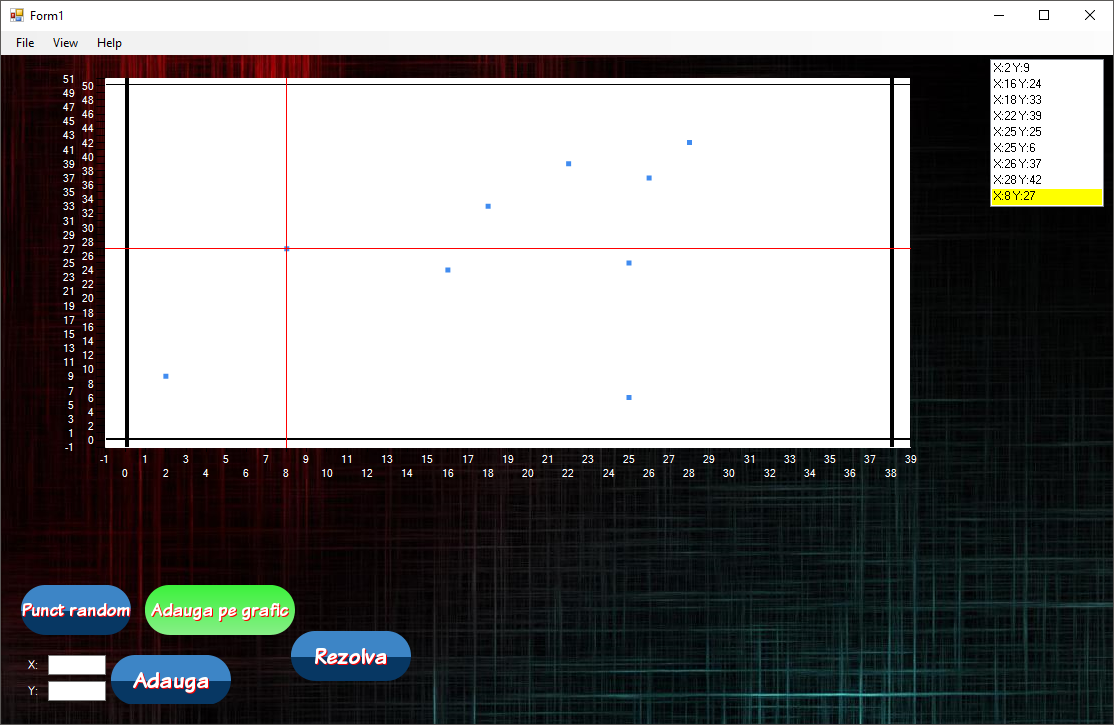 Form1
File View Help
X:2 Y:9
X:16 Y:24
X:18 Y:33
X:22 Y:39
X:25 Y:25
X:25 Y:6
X:26 Y:37
X:28 Y:42
X:8 Y:27
51
50
49
48
47
46
45
44
43
42
41
40
39
38
37
36
35
34
33
32
31
30
29
28
27
26
25
24
23
22
21
20
19
18
17
16
15
14
13
12
11
10
9
8
7
6
5
4
3
2
1
0
-1
-1 1 3 5 7 9 11 13 15 17 19 21 23 25 27 29 31 33 35 37 39
0 2 4 6 8 10 12 14 16 18 20 22 24 26 28 30 32 34 36 38
Punct random
Adauga pe grafic
Rezolva
X:
Adauga
Y: